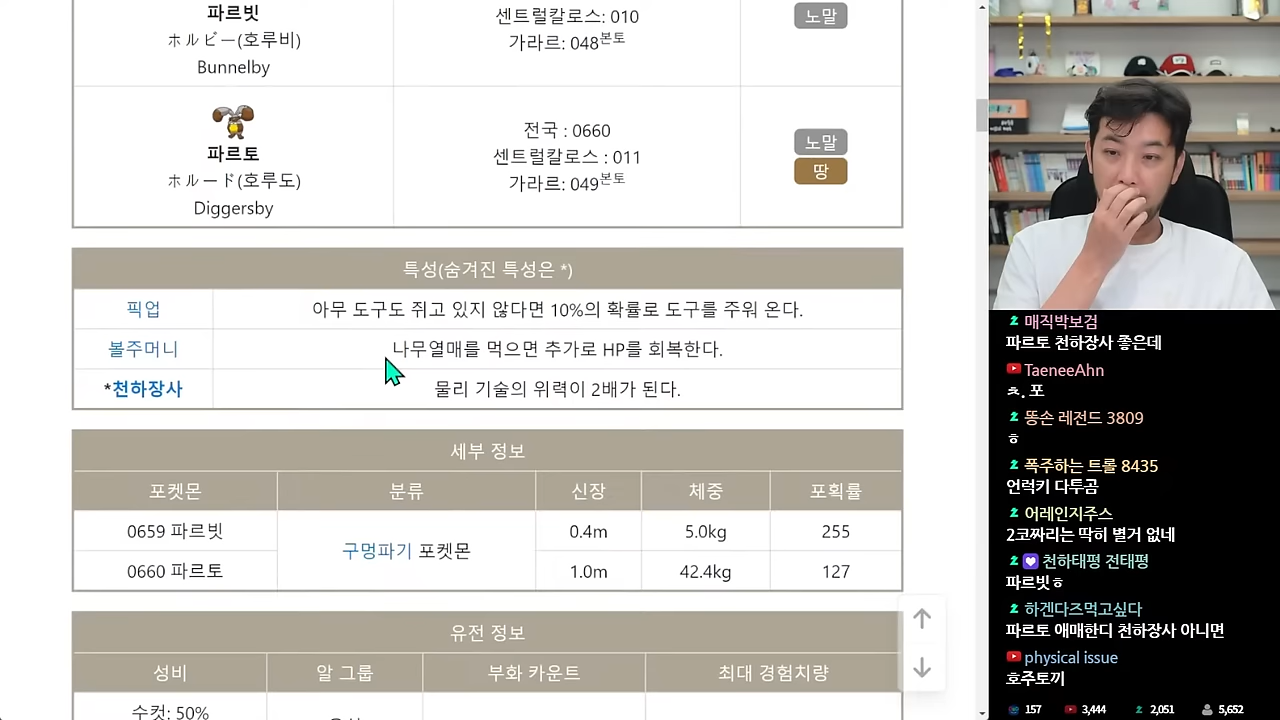 파르빗
ホルビー(호루비)
Bunnelby
센트럴칼로스: 010
가라르: 048본토
노말
파르토
ホルード(호루도)
Diggersby
전국 : 0660
센트럴칼로스 : 011
가라르: 049본토
노말
땅
특성(숨겨진 특성은 *)
픽업 아무 도구도 쥐고 있지 않다면 10%의 확률로 도구를 주워 온다.
볼주머니 나무열매를 먹으면 추가로 HP를 회복한다.
*천하장사 물리 기술의 위력이 2배가 된다.
세부 정보
포켓몬 분류 신장 체중 포획률
0659 파르빗 0.4m 5.0kg 255
구멍파기 포켓몬
0660 파르토 1.0m 42.4kg 127
유전 정보
성비 알 그룹 부화 카운트 최대 경험치량
수컷: 50%
매직박보검
파르토 천하장사 좋은데
TaeneeAhn
ㅊ. 포
똥손 레전드 3809
ㅎ
폭주하는 트롤 8435
언럭키 다투곰
어레인지주스
2코짜리는 딱히 별거 없네
천하태평 전태평
파르빗ㅎ
하겐다즈먹고싶다
파르토 애매한디 천하장사 아니면
physical issue
호주토끼
157 3,444 2,051 5,652